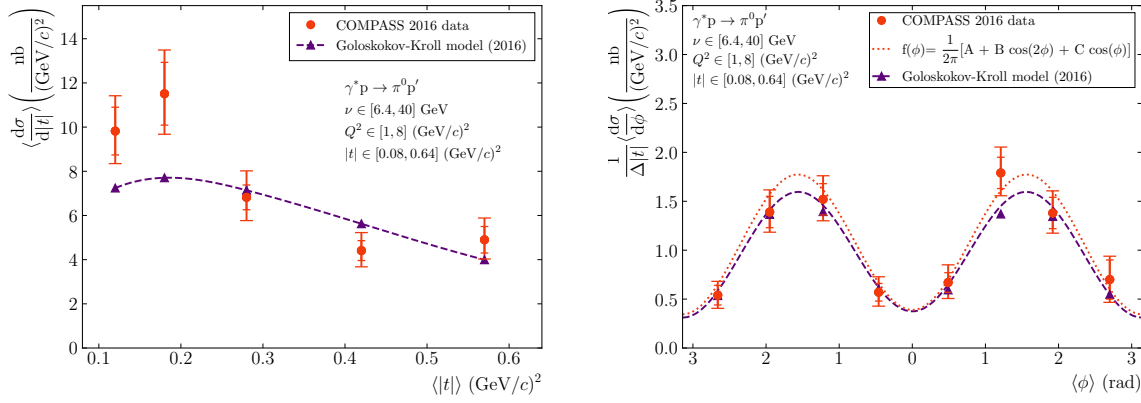 ⟨dσ/d|t|⟩ (nb/(GeV/c)²)
14
12
10
8
6
4
2
0
COMPASS 2016 data
Goloskokov-Kroll model (2016)
γ*p → π⁰p′
ν ∈ [6.4, 40] GeV
Q² ∈ [1, 8] (GeV/c)²
|t| ∈ [0.08, 0.64] (GeV/c)²
0.1 0.2 0.3 0.4 0.5 0.6
⟨|t|⟩ (GeV/c)²
1/Δ|t| ⟨dσ/dφ⟩ (nb/(GeV/c)²)
3.5
3.0
2.5
2.0
1.5
1.0
0.5
0.0
γ*p → π⁰p′
ν ∈ [6.4, 40] GeV
Q² ∈ [1, 8] (GeV/c)²
|t| ∈ [0.08, 0.64] (GeV/c)²
COMPASS 2016 data
f(φ)= 1/2π [A + B cos(2φ) + C cos(φ)]
Goloskokov-Kroll model (2016)
3 2 1 0 1 2 3
⟨φ⟩ (rad)